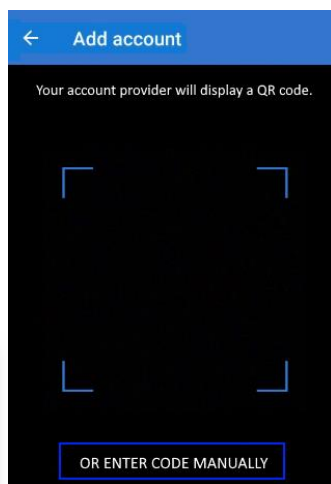 Add account
Your account provider will display a QR code.
OR ENTER CODE MANUALLY